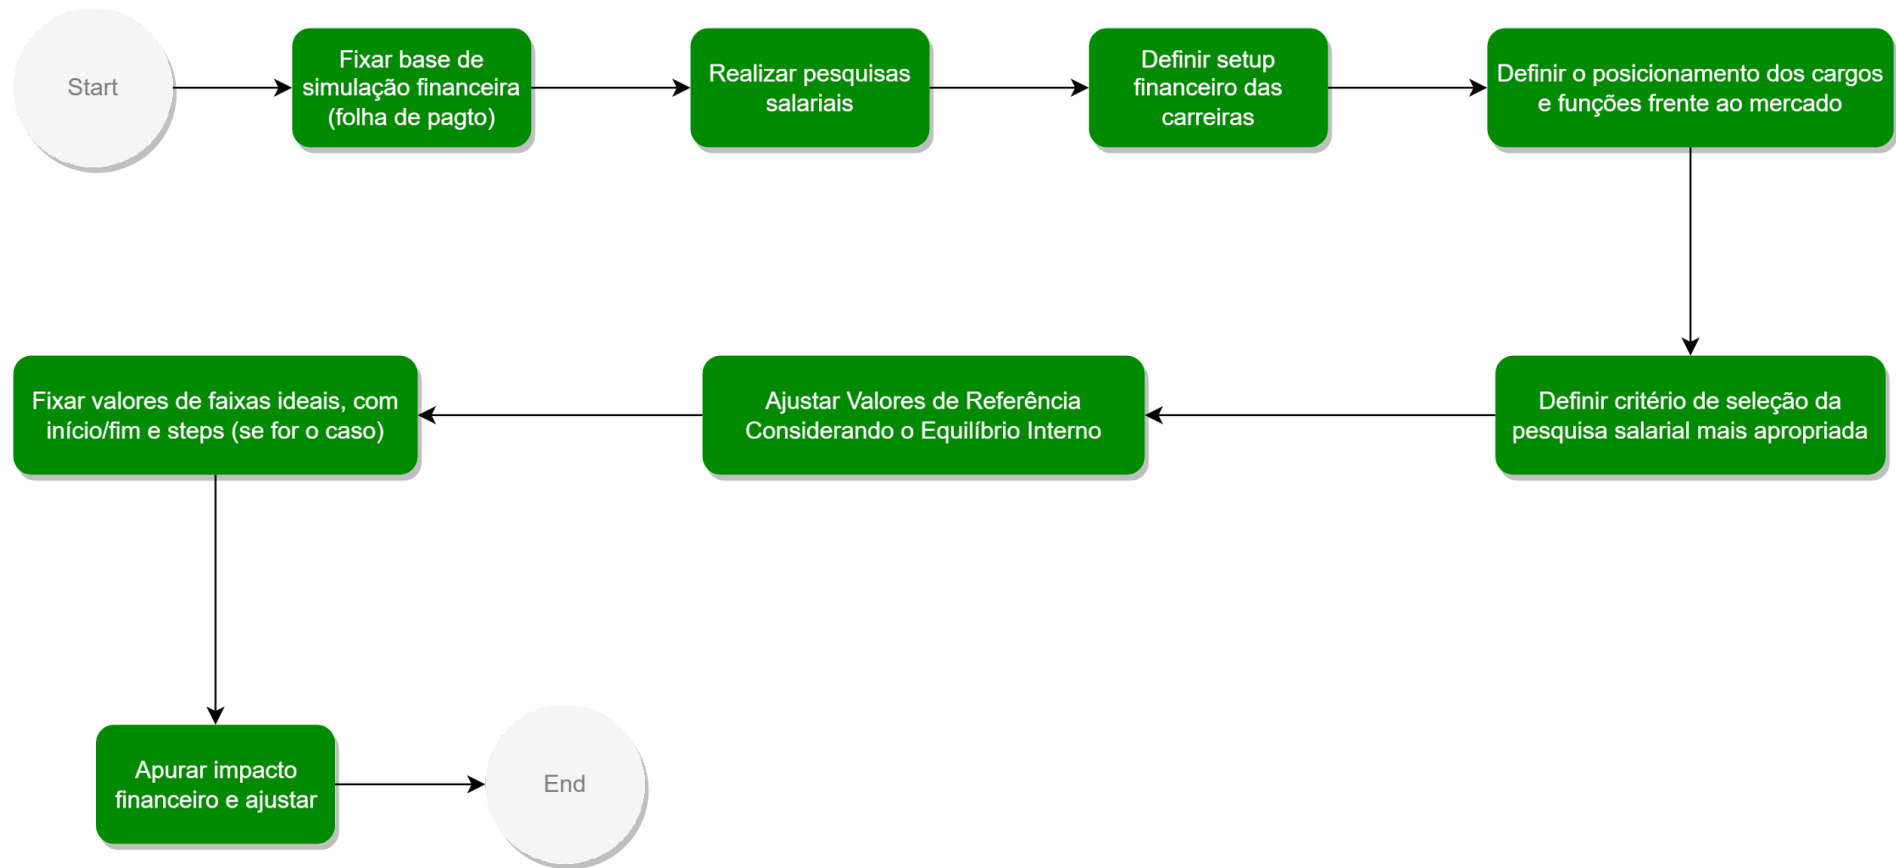 Start
Fixar base de
simulação financeira
(folha de pagto)
Realizar pesquisas
salariais
Definir setup
financeiro das
carreiras
Definir o posicionamento dos cargos
e funções frente ao mercado
Definir critério de seleção da
pesquisa salarial mais apropriada
Ajustar Valores de Referência
Considerando o Equilíbrio Interno
Fixar valores de faixas ideais, com
início/fim e steps (se for o caso)
Apurar impacto
financeiro e ajustar
End